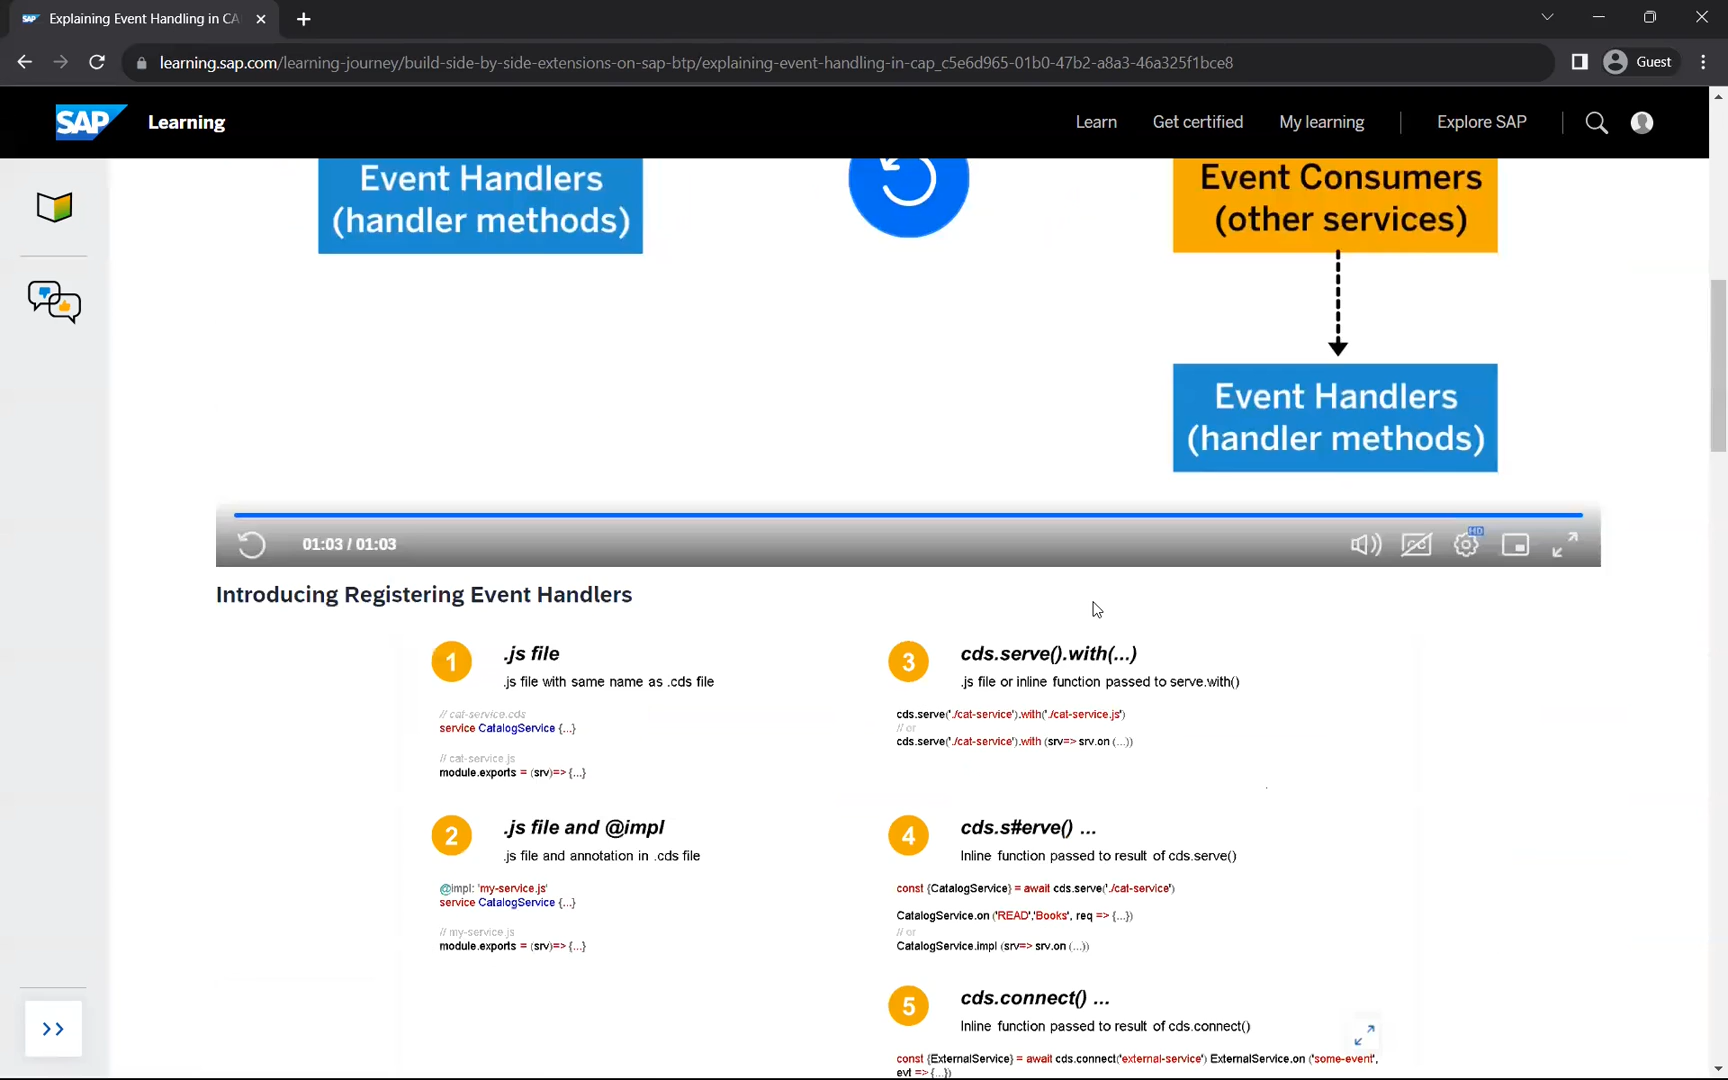 SAP Explaining Event Handling in CA
learning.sap.com/learning-journey/build-side-by-side-extensions-on-sap-btp/explaining-event-handling-in-cap_c5e6d965-01b0-47b2-a8a3-46a325f1bce8
Guest
SAP Learning
Learn Get certified My learning Explore SAP
Event Handlers
(handler methods)
Event Consumers
(other services)
Event Handlers
(handler methods)
01:03 / 01:03
CC
HD
Introducing Registering Event Handlers
1 .js file
.js file with same name as .cds file
// cat-service.cds
service CatalogService {...}
// cat-service.js
module.exports = (srv)=> {...}
2 .js file and @impl
.js file and annotation in .cds file
@impl: 'my-service.js'
service CatalogService {...}
// my-service.js
module.exports = (srv)=> {...}
3 cds.serve().with(...)
.js file or inline function passed to serve.with()
cds.serve('./cat-service').with('./cat-service.js')
// or
cds.serve('./cat-service').with (srv=> srv.on (...))
4 cds.s#erve() ...
Inline function passed to result of cds.serve()
const {CatalogService} = await cds.serve('./cat-service')
CatalogService.on ('READ','Books', req => {...})
// or
CatalogService.impl (srv=> srv.on (...))
5 cds.connect() ...
Inline function passed to result of cds.connect()
const {ExternalService} = await cds.connect('external-service') ExternalService.on ('some-event',
evt => {...})